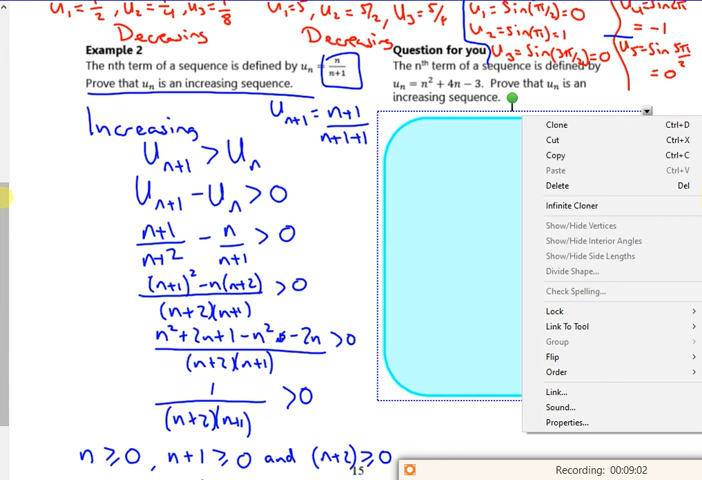 U₁ = 1/2, U₂ = 1/4, U₃ = 1/8
Decreasing
U₁ = 5, U₂ = 5/2, U₃ = 5/4
Decreasing
U₁ = Sin(π/2) = 0
U₂ = Sin(π) = 1
U₃ = Sin(3π/2) = 0
U₄ = Sin 2π
= -1
U₅ = Sin 5π/2
= 0
Example 2
The nth term of a sequence is defined by uₙ = n/(n+1)
Prove that uₙ is an increasing sequence.
Uₙ₊₁ = (n+1)/(n+1+1)
Increasing
Uₙ₊₁ > Uₙ
Uₙ₊₁ - Uₙ > 0
(n+1)/(n+2) - n/(n+1) > 0
((n+1)² - n(n+2))/((n+2)(n+1)) > 0
(n² + 2n + 1 - n² - 2n)/((n+2)(n+1)) > 0
1/((n+2)(n+1)) > 0
n ≥ 0, n+1 ≥ 0 and (n+2) ≥ 0
15
Question for you
The nᵗʰ term of a sequence is defined by
uₙ = n² + 4n − 3. Prove that uₙ is an
increasing sequence.
Clone Ctrl+D
Cut Ctrl+X
Copy Ctrl+C
Paste Ctrl+V
Delete Del
Infinite Cloner
Show/Hide Vertices
Show/Hide Interior Angles
Show/Hide Side Lengths
Divide Shape...
Check Spelling...
Lock
Link To Tool
Group
Flip
Order
Link...
Sound...
Properties...
Recording: 00:09:02